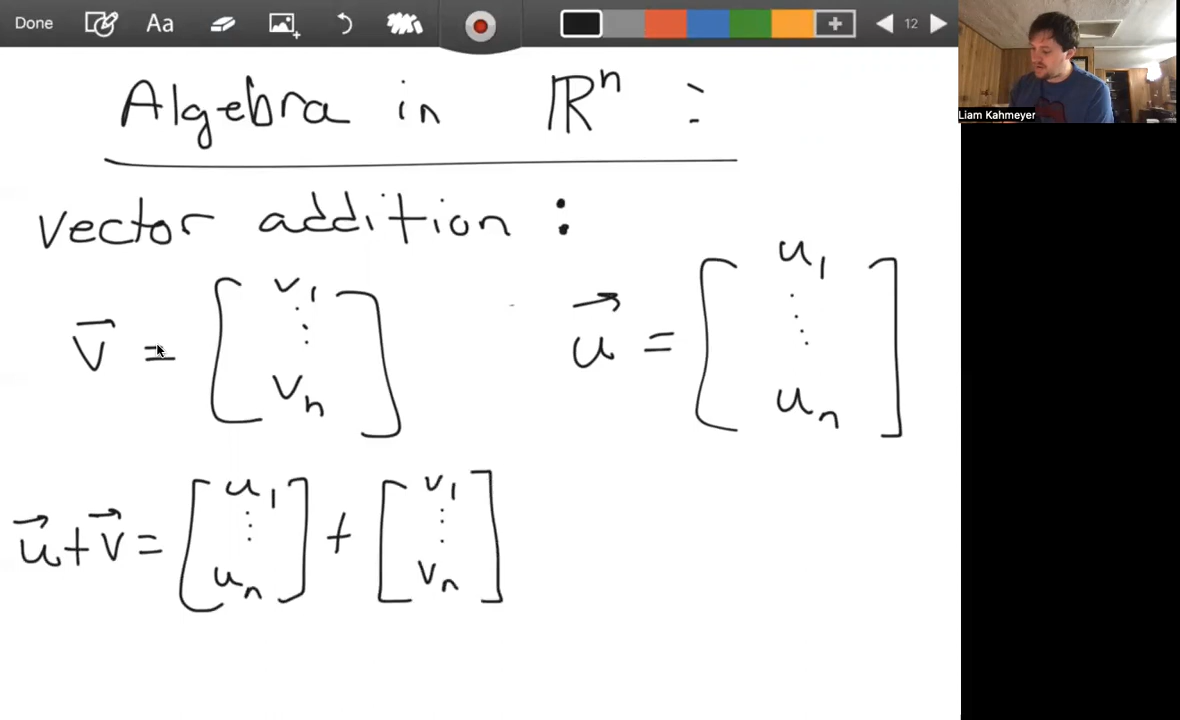 Done Aa 12
Liam Kahmeyer
Algebra in ℝⁿ :
vector addition :
v⃗ = [ v₁ ⋮ vₙ ] u⃗ = [ u₁ ⋮ uₙ ]
u⃗ + v⃗ = [ u₁ ⋮ uₙ ] + [ v₁ ⋮ vₙ ]